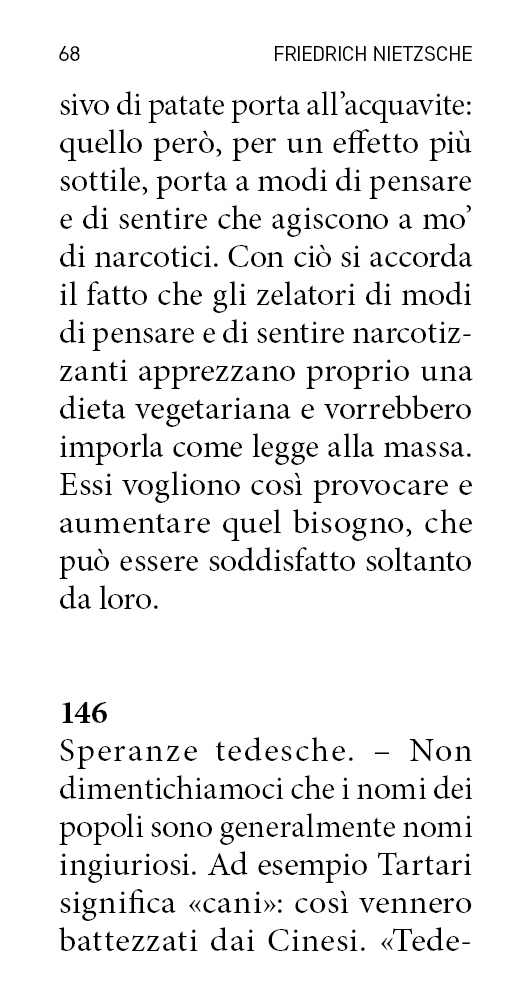 68
FRIEDRICH NIETZSCHE
sivo di patate porta all’acquavite:
quello però, per un effetto più
sottile, porta a modi di pensare
e di sentire che agiscono a mo’
di narcotici. Con ciò si accorda
il fatto che gli zelatori di modi
di pensare e di sentire narcotiz-
zanti apprezzano proprio una
dieta vegetariana e vorrebbero
imporla come legge alla massa.
Essi vogliono così provocare e
aumentare quel bisogno, che
può essere soddisfatto soltanto
da loro.
146
Speranze tedesche. – Non
dimentichiamoci che i nomi dei
popoli sono generalmente nomi
ingiuriosi. Ad esempio Tartari
significa «cani»: così vennero
battezzati dai Cinesi. «Tede-